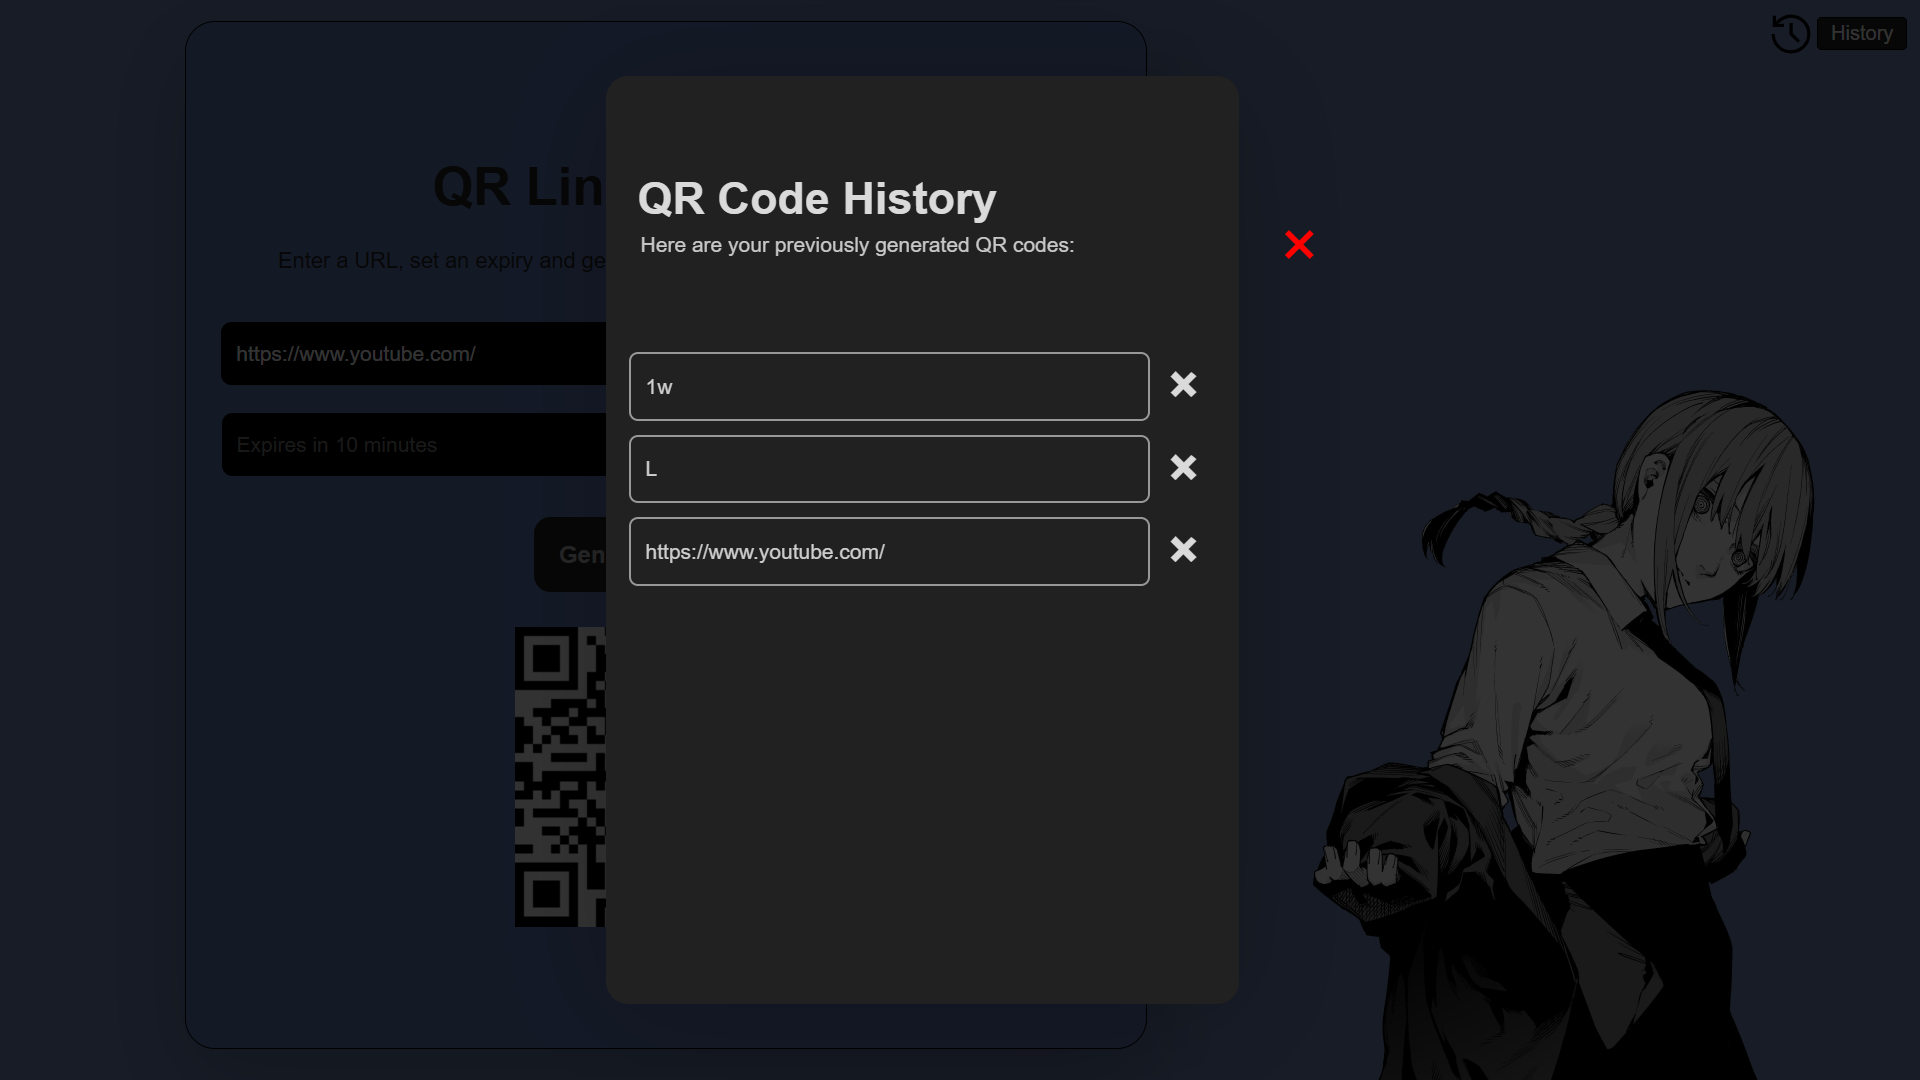 History
QR Lin
Enter a URL, set an expiry and ge
https://www.youtube.com/
Expires in 10 minutes
Gen
QR Code History
Here are your previously generated QR codes:
1w
L
https://www.youtube.com/